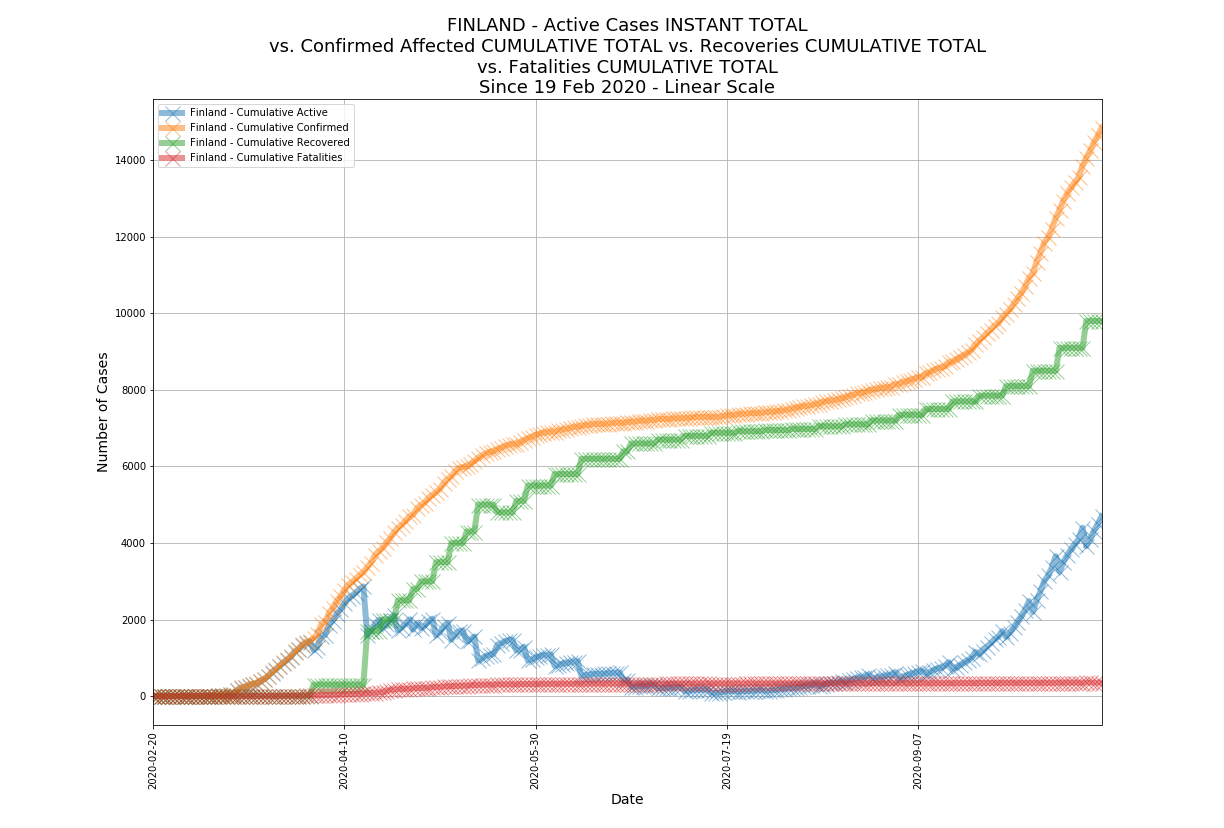 FINLAND - Active Cases INSTANT TOTAL
vs. Confirmed Affected CUMULATIVE TOTAL vs. Recoveries CUMULATIVE TOTAL
vs. Fatalities CUMULATIVE TOTAL
Since 19 Feb 2020 - Linear Scale
Finland - Cumulative Active
Finland - Cumulative Confirmed
Finland - Cumulative Recovered
Finland - Cumulative Fatalities
Number of Cases
14000
12000
10000
8000
6000
4000
2000
0
2020-02-20
2020-04-10
2020-05-30
2020-07-19
2020-09-07
Date